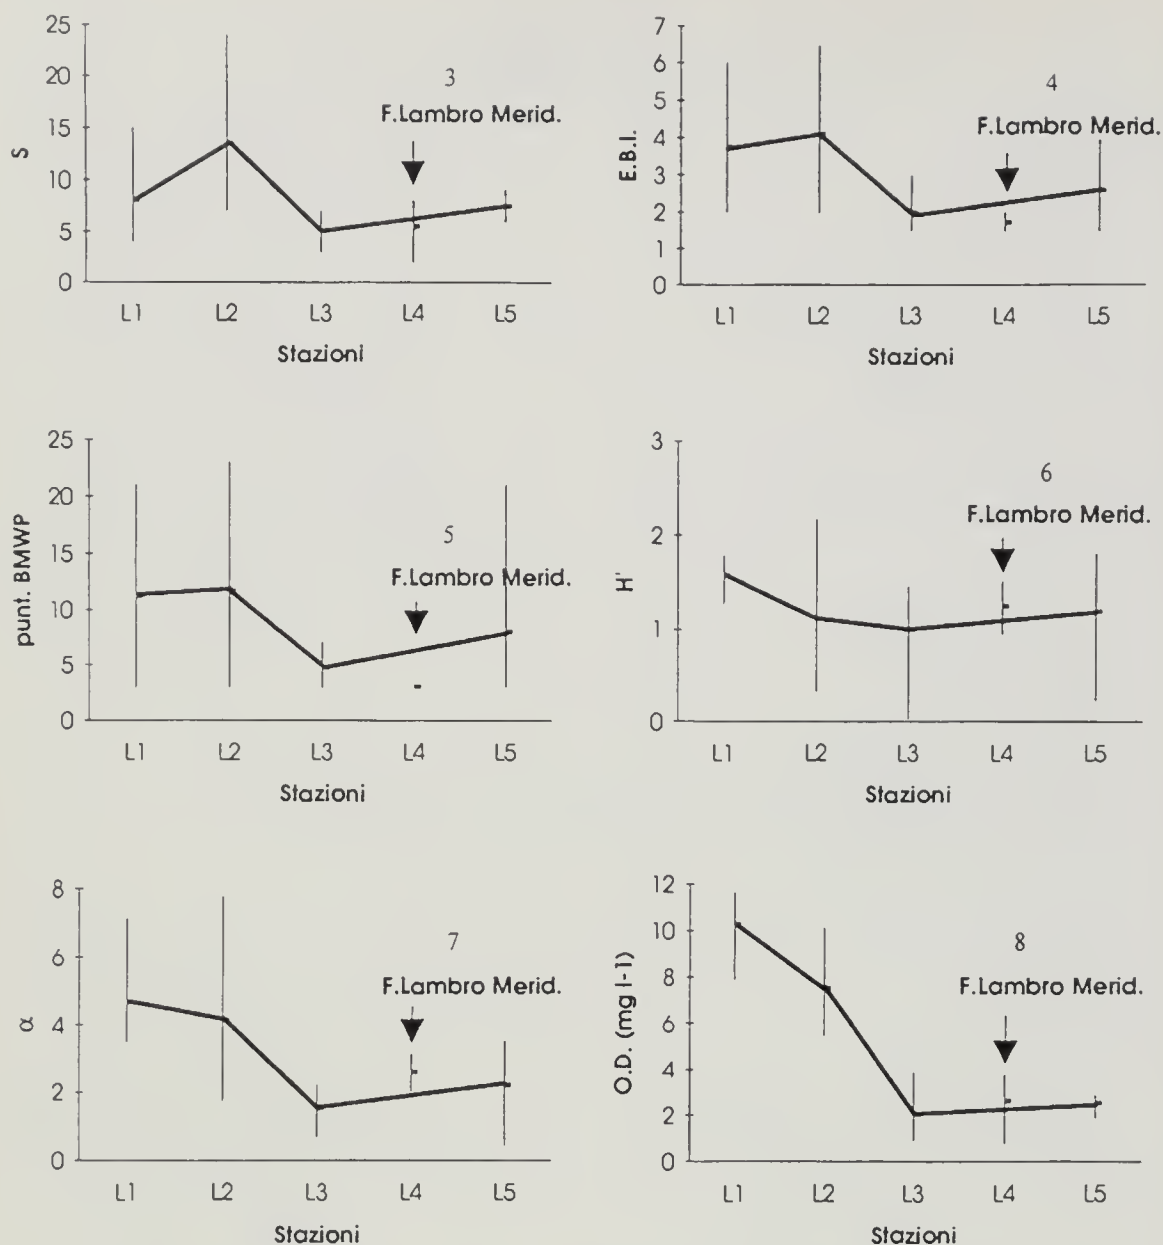 25
20
15
10
5
0
S
3
F.Lambro Merid.
L1 L2 L3 L4 L5
Stazioni
7
6
5
4
3
2
1
0
E.B.I.
4
F.Lambro Merid.
L1 L2 L3 L4 L5
Stazioni
25
20
15
10
5
0
punt. BMWP
5
F.Lambro Merid.
L1 L2 L3 L4 L5
Stazioni
3
2
1
0
H'
6
F.Lambro Merid.
L1 L2 L3 L4 L5
Stazioni
8
6
4
2
0
α
7
F.Lambro Merid.
L1 L2 L3 L4 L5
Stazioni
12
10
8
6
4
2
0
O.D. (mg l-1)
8
F.Lambro Merid.
L1 L2 L3 L4 L5
Stazioni